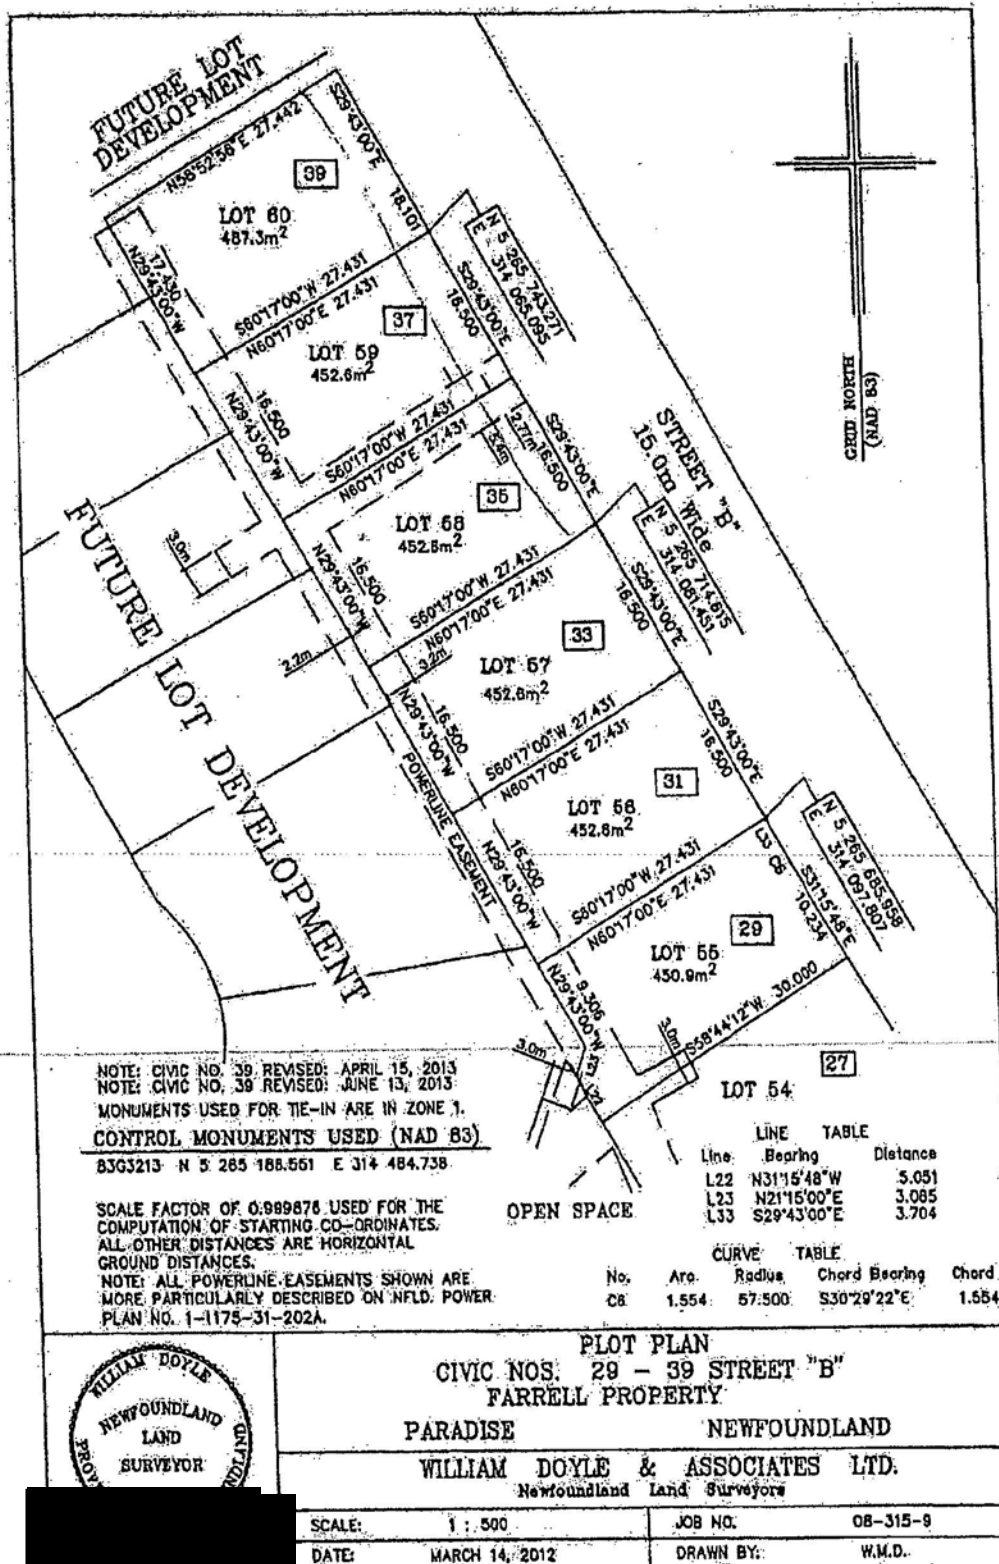 FUTURE LOT
DEVELOPMENT
N58°52'56"E 27.442
S29°43'00"E
18.101
39
LOT 60
487.3m²
17.430
N29°43'00"W
S60°17'00"W 27.431
N60°17'00"E 27.431
N 5 265 743.271
E 314 065.095
S29°43'00"E
16.500
37
LOT 59
452.6m²
16.500
N29°43'00"W
GRID NORTH
(NAD 83)
S60°17'00"W 27.431
N60°17'00"E 27.431
2.77m
5.4m
S29°43'00"E
16.500
STREET "B"
15.0m Wide
35
LOT 58
452.6m²
3.0m
N29°43'00"W
16.500
S60°17'00"W 27.431
N60°17'00"E 27.431
N 5 265 714.615
E 314 081.451
S29°43'00"E
16.500
33
LOT 57
452.6m²
2.2m
3.2m
N29°43'00"W
16.500
FUTURE LOT DEVELOPMENT
POWERLINE EASEMENT
S60°17'00"W 27.431
N60°17'00"E 27.431
S29°43'00"E
16.500
31
LOT 56
452.6m²
16.500
N29°43'00"W
S60°17'00"W 27.431
N60°17'00"E 27.431
N 5 265 685.958
E 314 097.807
L33 C6
S31°15'48"E
10.234
29
LOT 55
450.9m²
9.306
N29°43'00"W
3.0m
S58°44'12"W 30.000
3.0m
L23
L22
27
LOT 54
OPEN SPACE
NOTE: CIVIC NO. 39 REVISED: APRIL 15, 2013
NOTE: CIVIC NO. 39 REVISED: JUNE 13, 2013
MONUMENTS USED FOR TIE-IN ARE IN ZONE 1.
CONTROL MONUMENTS USED (NAD 83)
83G3213 N 5 265 188.551 E 314 484.738
SCALE FACTOR OF 0.999876 USED FOR THE
COMPUTATION OF STARTING CO-ORDINATES.
ALL OTHER DISTANCES ARE HORIZONTAL
GROUND DISTANCES.
NOTE: ALL POWERLINE EASEMENTS SHOWN ARE
MORE PARTICULARLY DESCRIBED ON NFLD. POWER
PLAN NO. 1-1175-31-202A.
LINE TABLE
Line Bearing Distance
L22 N31°15'48"W 5.051
L23 N21°15'00"E 3.085
L33 S29°43'00"E 3.704
CURVE TABLE
No. Arc Radius Chord Bearing Chord
C6 1.554 57.500 S30°29'22"E 1.554
WILLIAM DOYLE
NEWFOUNDLAND
LAND
SURVEYOR
PLOT PLAN
CIVIC NOS. 29 - 39 STREET "B"
FARRELL PROPERTY
PARADISE NEWFOUNDLAND
WILLIAM DOYLE & ASSOCIATES LTD.
Newfoundland Land Surveyors
SCALE: 1 : 500 JOB NO. 08-315-9
DATE: MARCH 14, 2012 DRAWN BY: W.M.D.